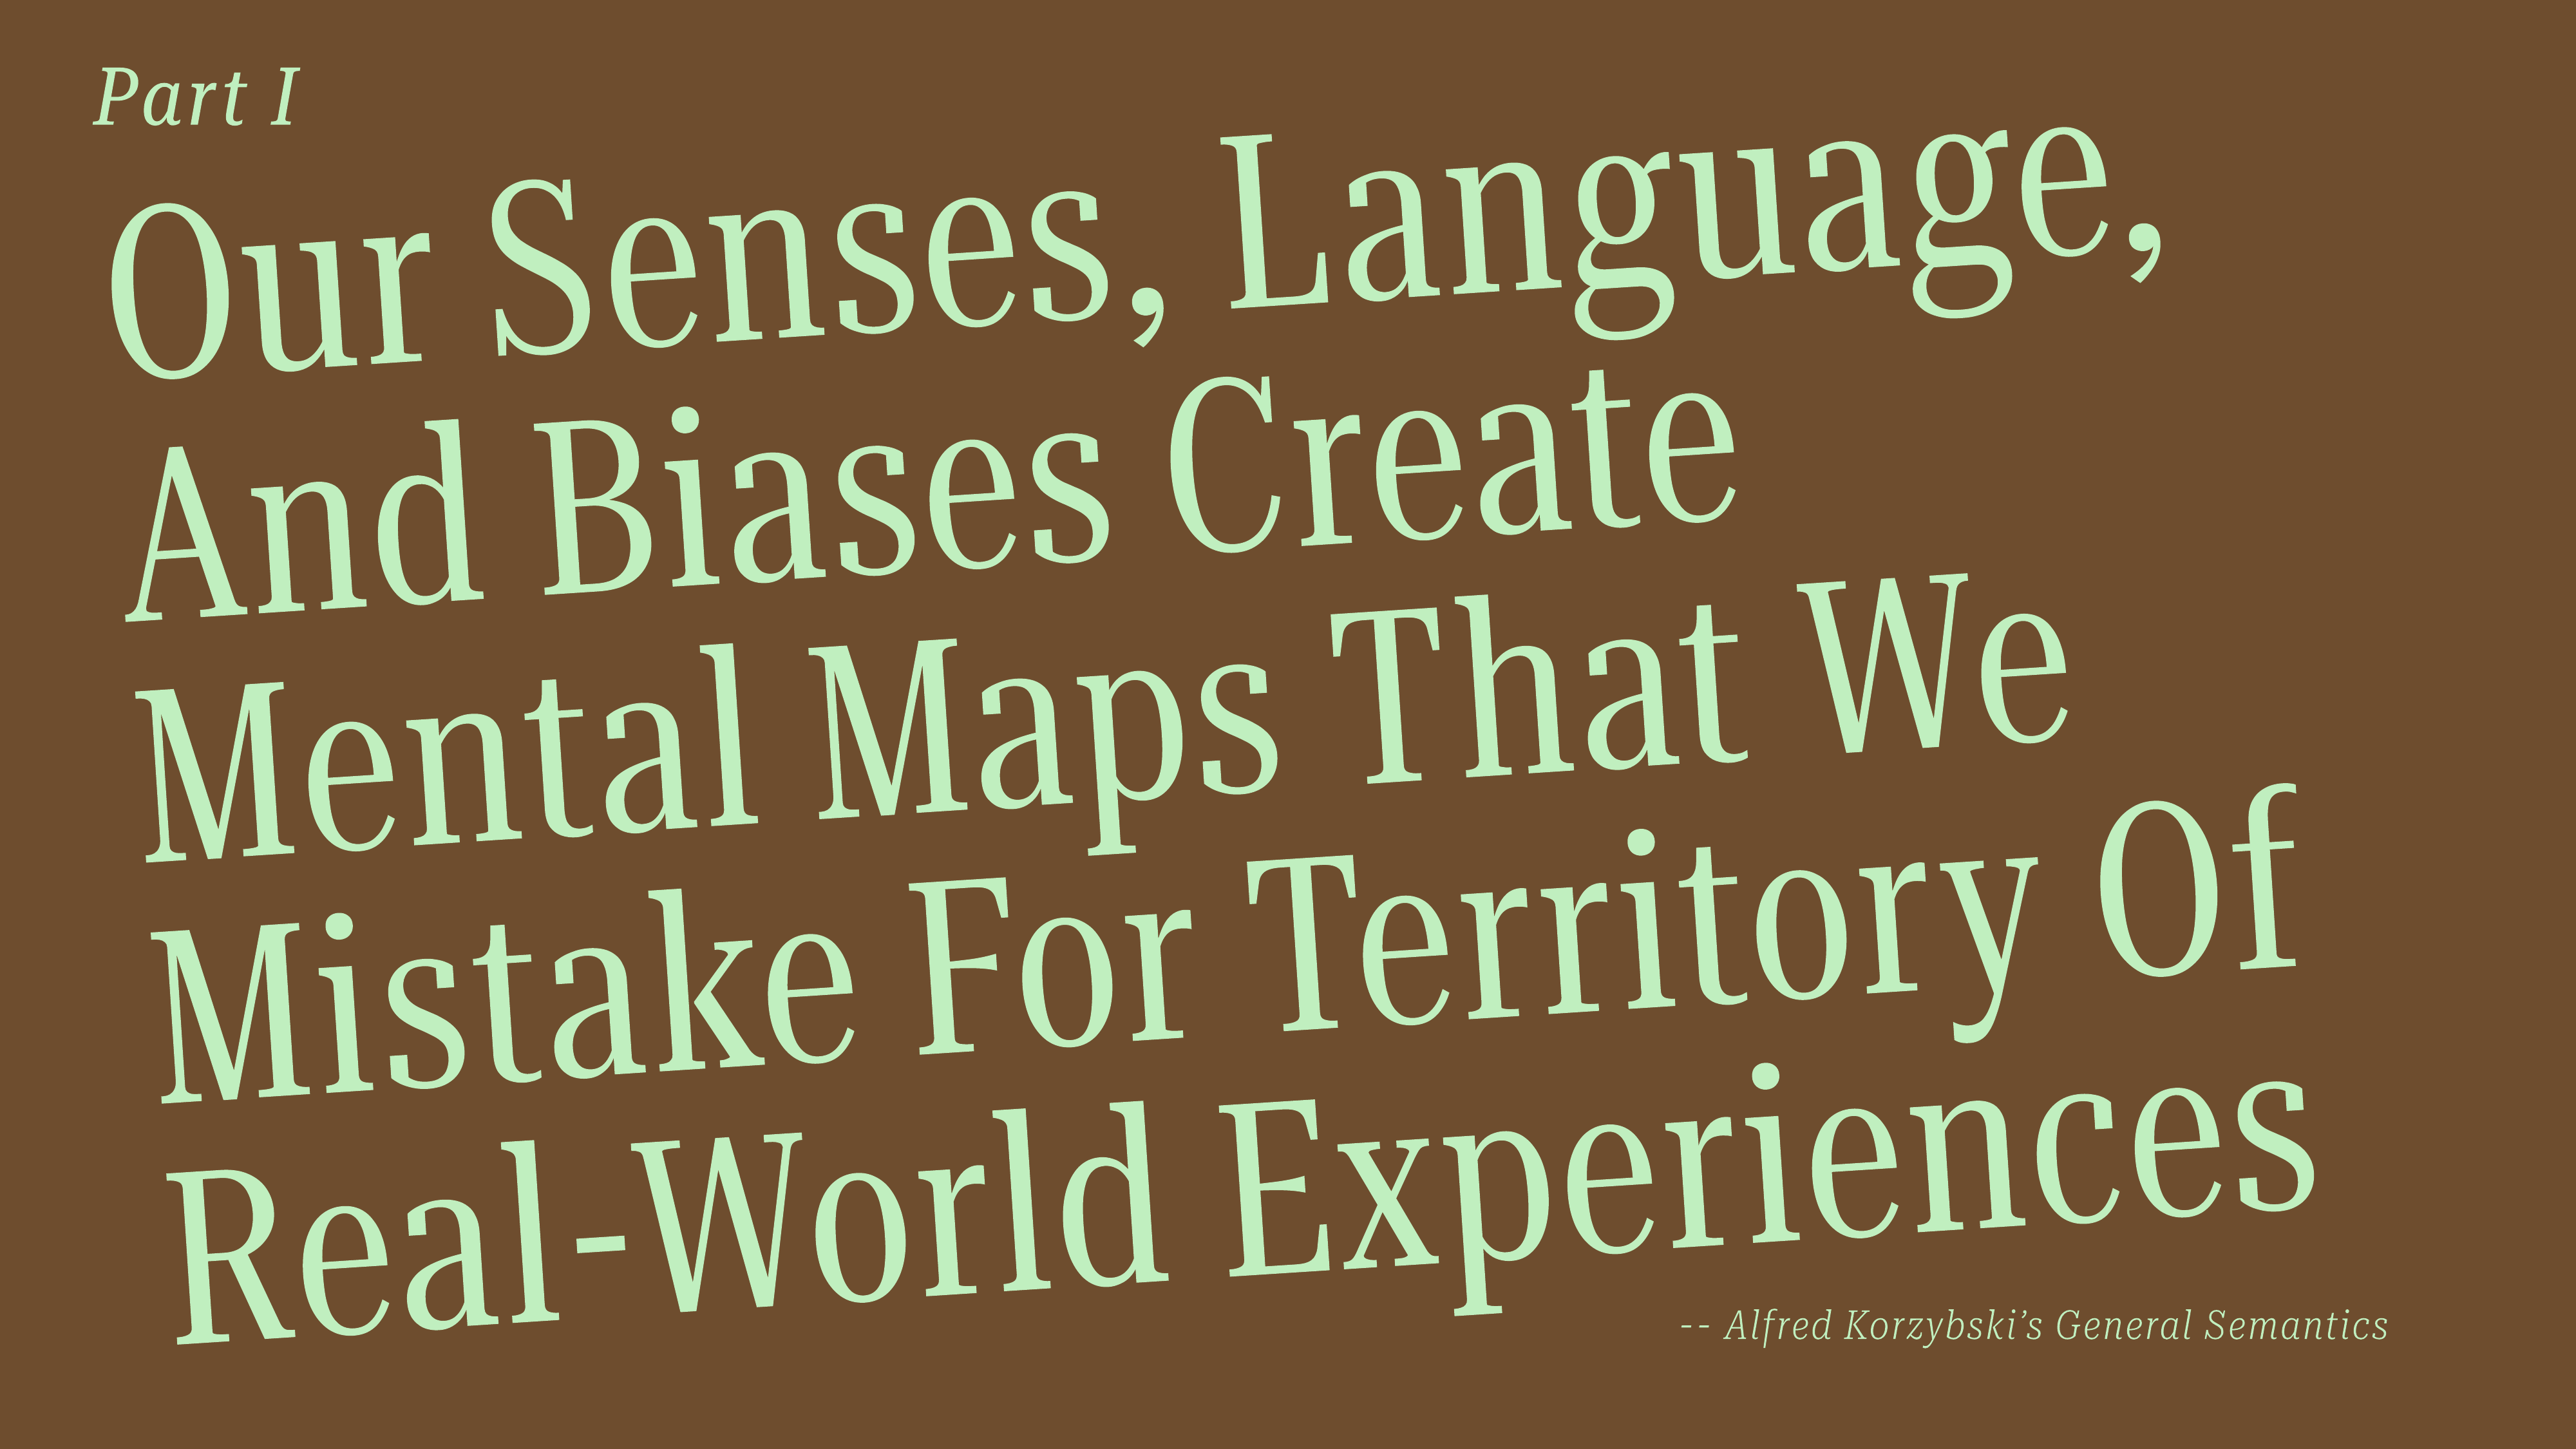 Part I
Our Senses, Language,
And Biases Create
Mental Maps That We
Mistake For Territory Of
Real-World Experiences
-- Alfred Korzybski’s General Semantics